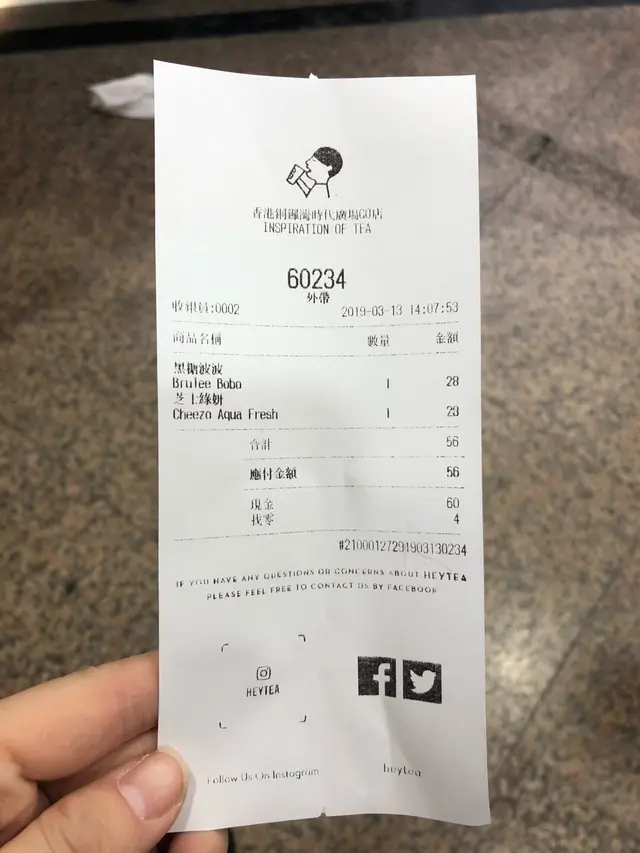 香港銅鑼灣時代廣場GO店
INSPIRATION OF TEA
60234
外帶
收銀員:0002 2019-03-13 14:07:53
商品名稱 數量 金額
黑糖波波
Brulee Bobo 1 28
芝士綠妍
Cheezo Aqua Fresh 1 28
合計 56
應付金額 56
現金 60
找零 4
#21000127291903130234
IF YOU HAVE ANY QUESTIONS OR CONCERNS ABOUT HEYTEA
PLEASE FEEL FREE TO CONTACT US BY FACEBOOK
HEYTEA
Follow Us On Instagram heytea